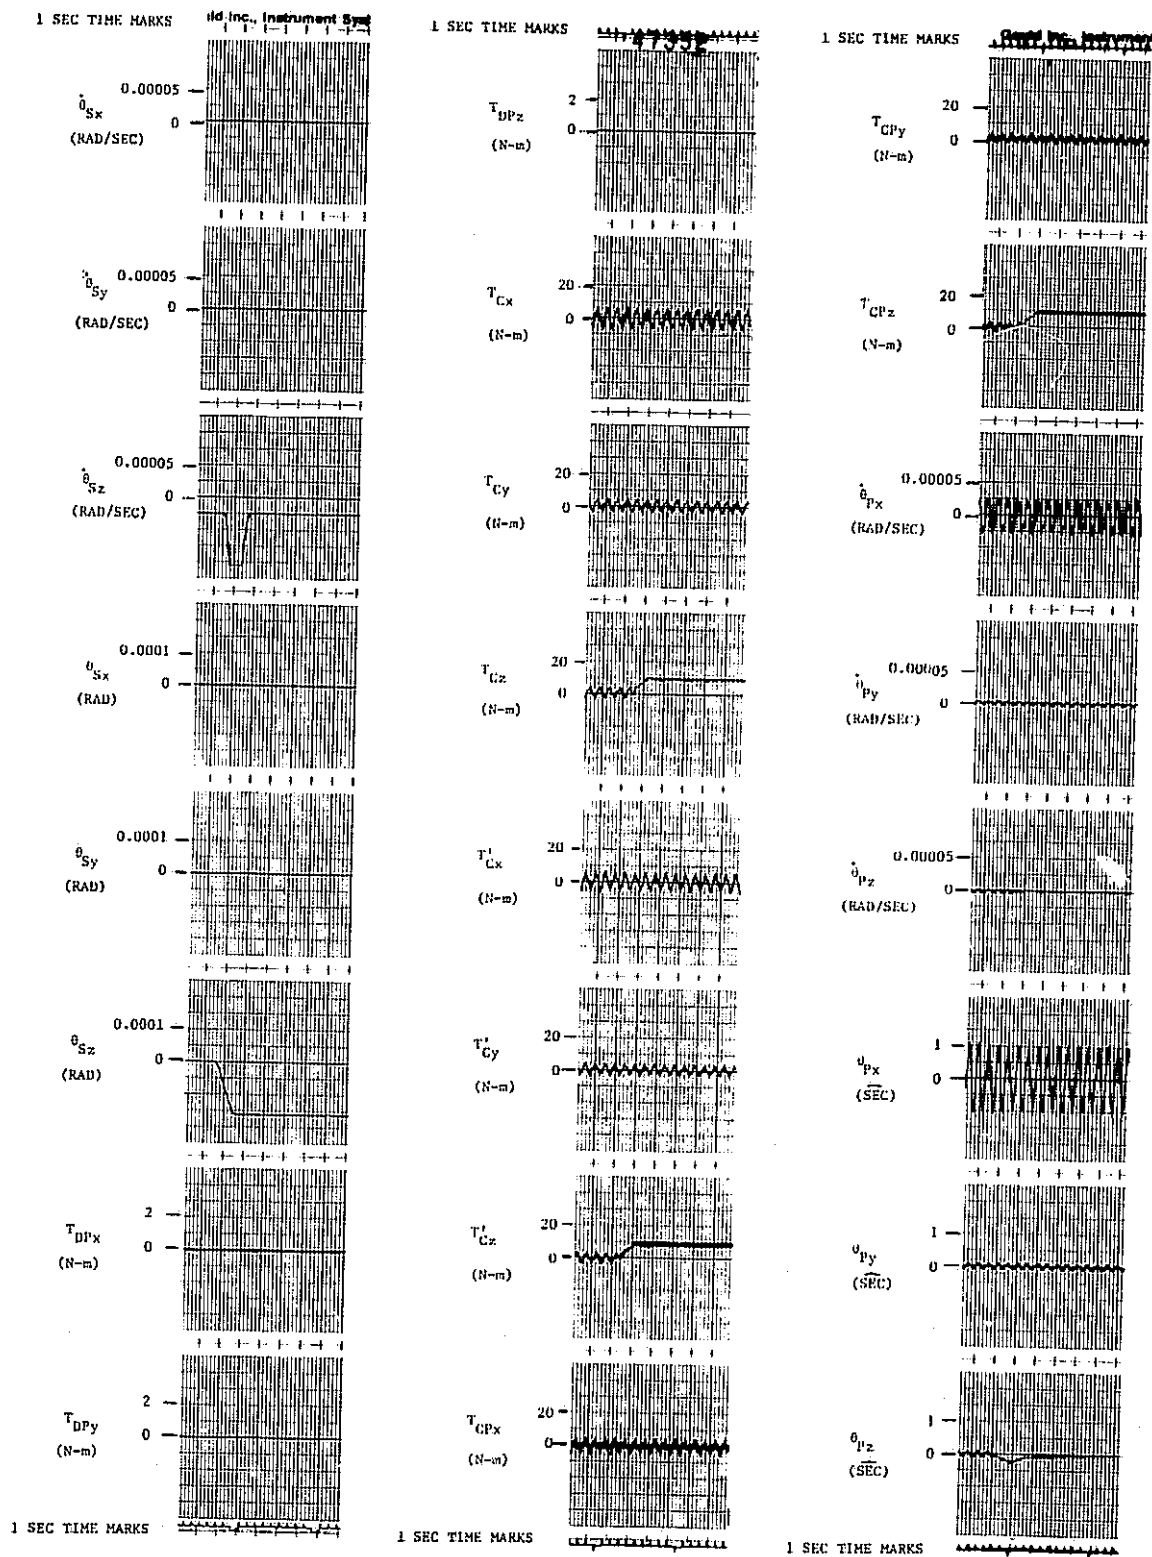 1 SEC TIME MARKS
ld Inc., Instrument Syst
θ̇Sx
(RAD/SEC)
0.00005
0
θ̇Sy
(RAD/SEC)
0.00005
0
θ̇Sz
(RAD/SEC)
0.00005
0
θSx
(RAD)
0.0001
0
θSy
(RAD)
0.0001
0
θSz
(RAD)
0.0001
0
TDPx
(N-m)
2
0
TDPy
(N-m)
2
0
1 SEC TIME MARKS
1 SEC TIME MARKS
TDPz
(N-m)
2
0
TCx
(N-m)
20
0
TCy
(N-m)
20
0
TCz
(N-m)
20
0
T'Cx
(N-m)
20
0
T'Cy
(N-m)
20
0
T'Cz
(N-m)
20
0
TCPx
(N-m)
20
0
1 SEC TIME MARKS
1 SEC TIME MARKS
Gould Inc., Instrument
TCPy
(N-m)
20
0
TCPz
(N-m)
20
0
θ̇Px
(RAD/SEC)
0.00005
0
θ̇Py
(RAD/SEC)
0.00005
0
θ̇Pz
(RAD/SEC)
0.00005
0
θPx
(SEC)
1
0
θPy
(SEC)
1
0
θPz
(SEC)
1
0
1 SEC TIME MARKS